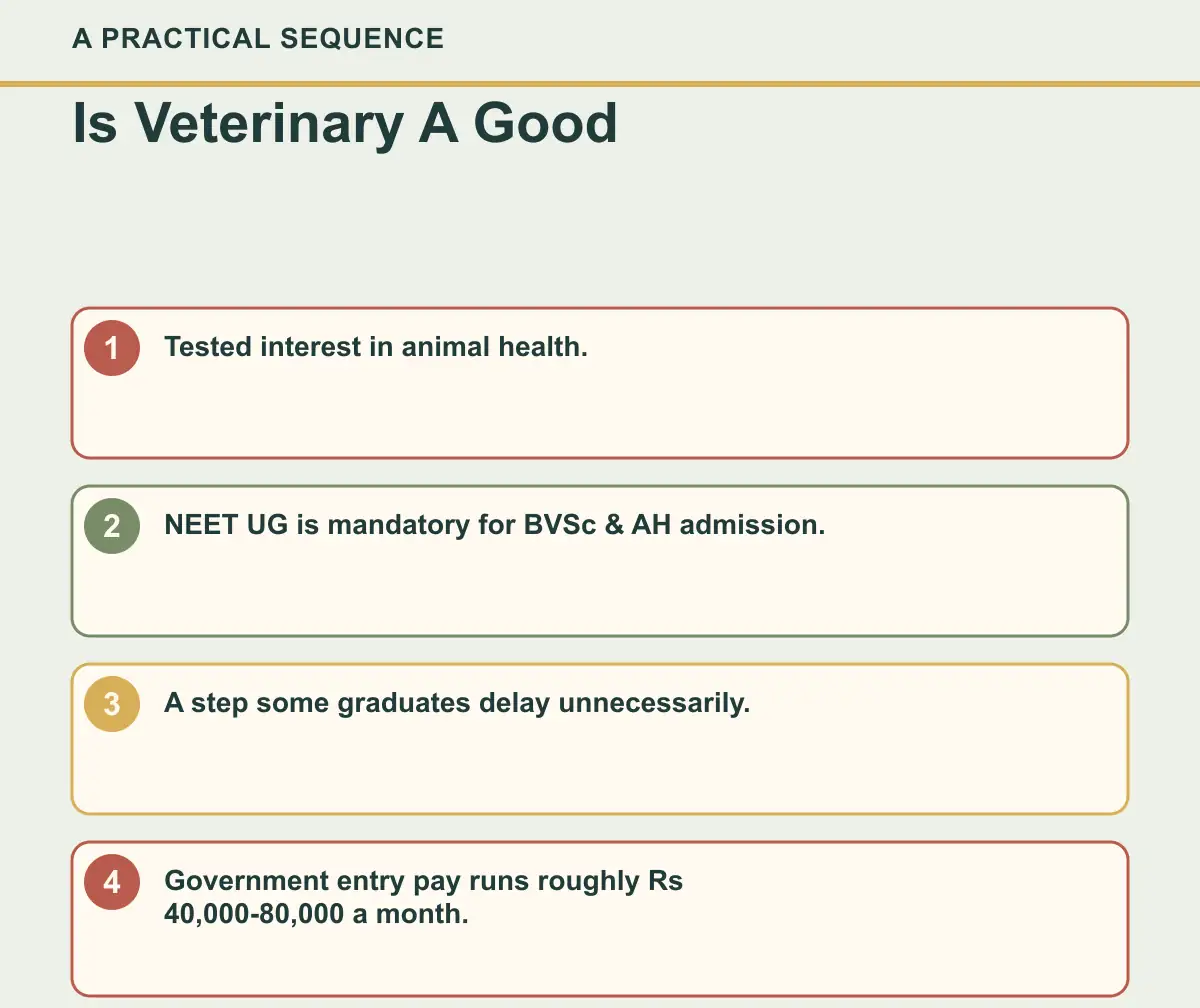 A PRACTICAL SEQUENCE
Is Veterinary A Good
1
Tested interest in animal health.
2
NEET UG is mandatory for BVSc & AH admission.
3
A step some graduates delay unnecessarily.
4
Government entry pay runs roughly Rs
40,000-80,000 a month.